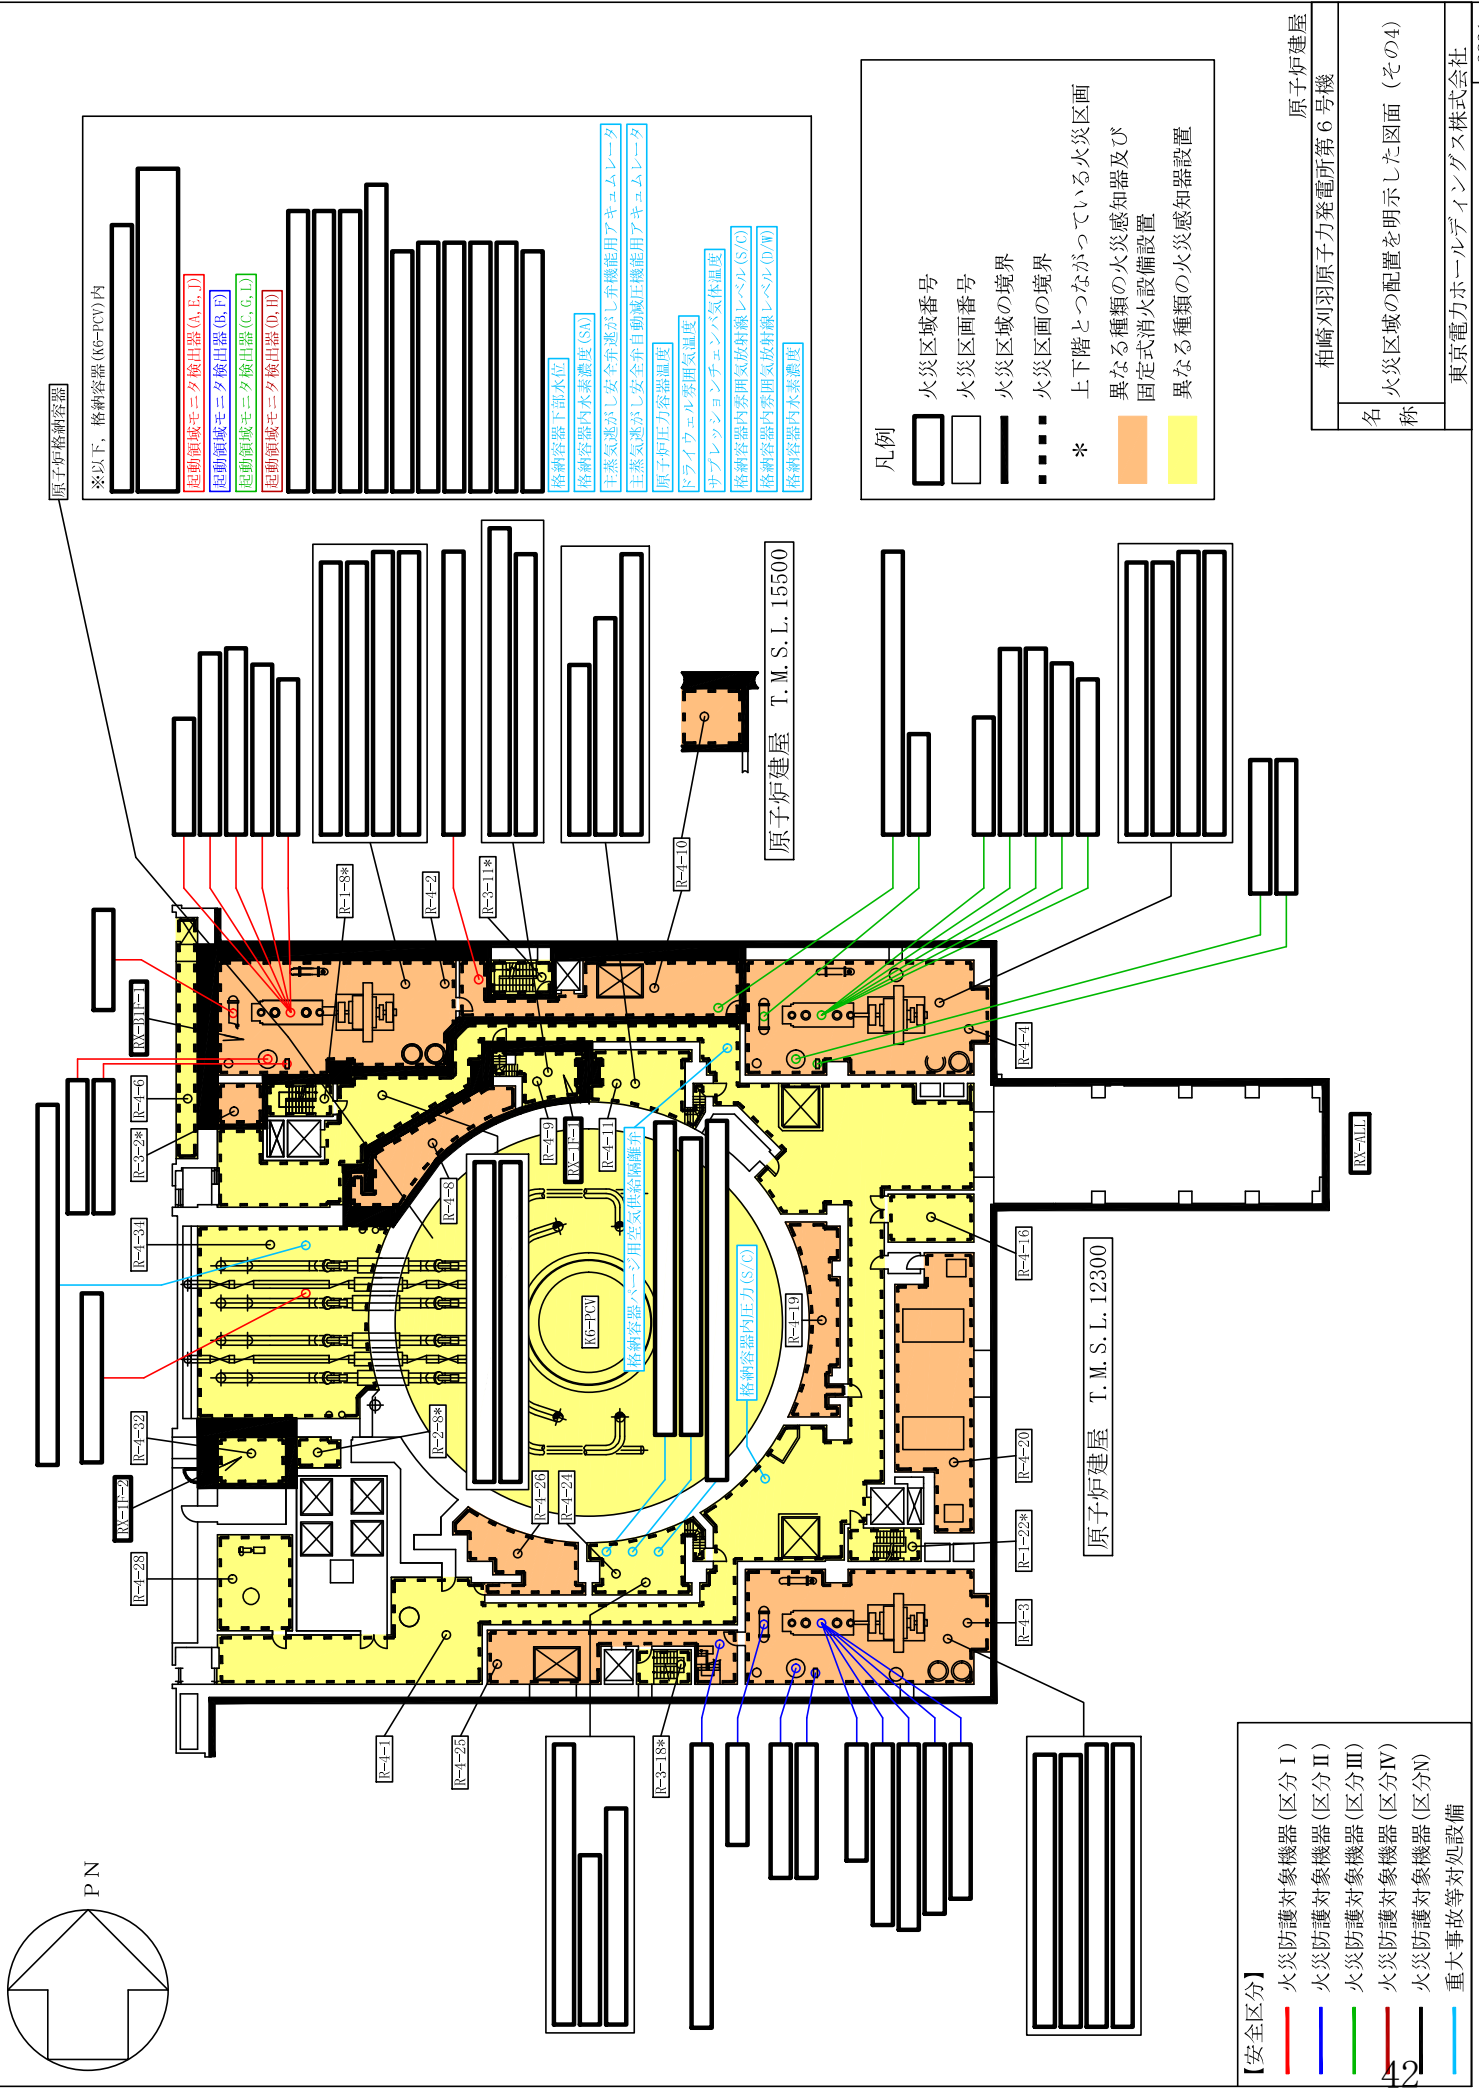 原子炉格納容器
※以下，格納容器(K6-PCV)内
起動領域モニタ検出器(A,E,J)
起動領域モニタ検出器(B,F)
起動領域モニタ検出器(C,G,L)
起動領域モニタ検出器(D,H)
格納容器下部水位
格納容器内水素濃度(SA)
主蒸気逃がし安全弁逃がし弁機能用アキュムレータ
主蒸気逃がし安全弁自動減圧機能用アキュムレータ
原子炉圧力容器温度
ドライウェル雰囲気温度
サプレッションチェンバ気体温度
格納容器内雰囲気放射線レベル(S/C)
格納容器内雰囲気放射線レベル(D/W)
格納容器内水素濃度
凡例
火災区域番号
火災区画番号
火災区域の境界
火災区画の境界
* 上下階とつながっている火災区画
異なる種類の火災感知器及び
固定式消火設備設置
異なる種類の火災感知器設置
原子炉建屋
柏崎刈羽原子力発電所第6号機
名称
火災区域の配置を明示した図面（その4）
東京電力ホールディングス株式会社
原子炉建屋 T.M.S.L.15500
原子炉建屋 T.M.S.L.12300
RX-B1F-1
R-1-8*
R-4-2
R-3-11*
R-4-10
R-4-6
R-3-2*
R-4-34
R-4-32
RX-1F-2
R-4-28
R-4-8
R-4-9
RX-1F-1
R-4-11
R-2-8*
K6-PCV
格納容器パージ用空気供給隔離弁
格納容器内圧力(S/C)
R-4-19
R-4-26
R-4-24
R-4-4
R-4-16
R-4-20
R-1-22*
R-4-3
RX-ALL
R-4-1
R-4-25
R-3-18*
PN
【安全区分】
火災防護対象機器(区分Ⅰ)
火災防護対象機器(区分Ⅱ)
火災防護対象機器(区分Ⅲ)
火災防護対象機器(区分Ⅳ)
火災防護対象機器(区分N)
重大事故等対処設備
42